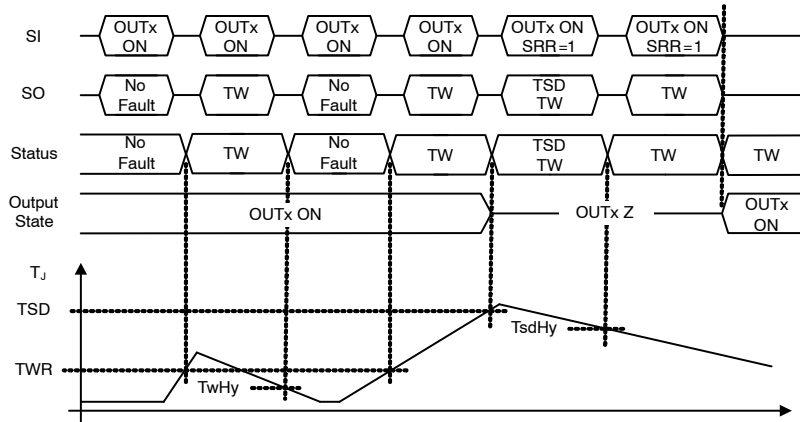 SI
OUTx
ON
OUTx
ON
OUTx
ON
OUTx
ON
OUTx ON
SRR=1
OUTx ON
SRR=1
SO
No
Fault
TW
No
Fault
TW
TSD
TW
TW
Status
No
Fault
TW
No
Fault
TW
TSD
TW
TW
TW
Output
State
OUTx ON
OUTx Z
OUTx
ON
TJ
TSD
TsdHy
TWR
TwHy